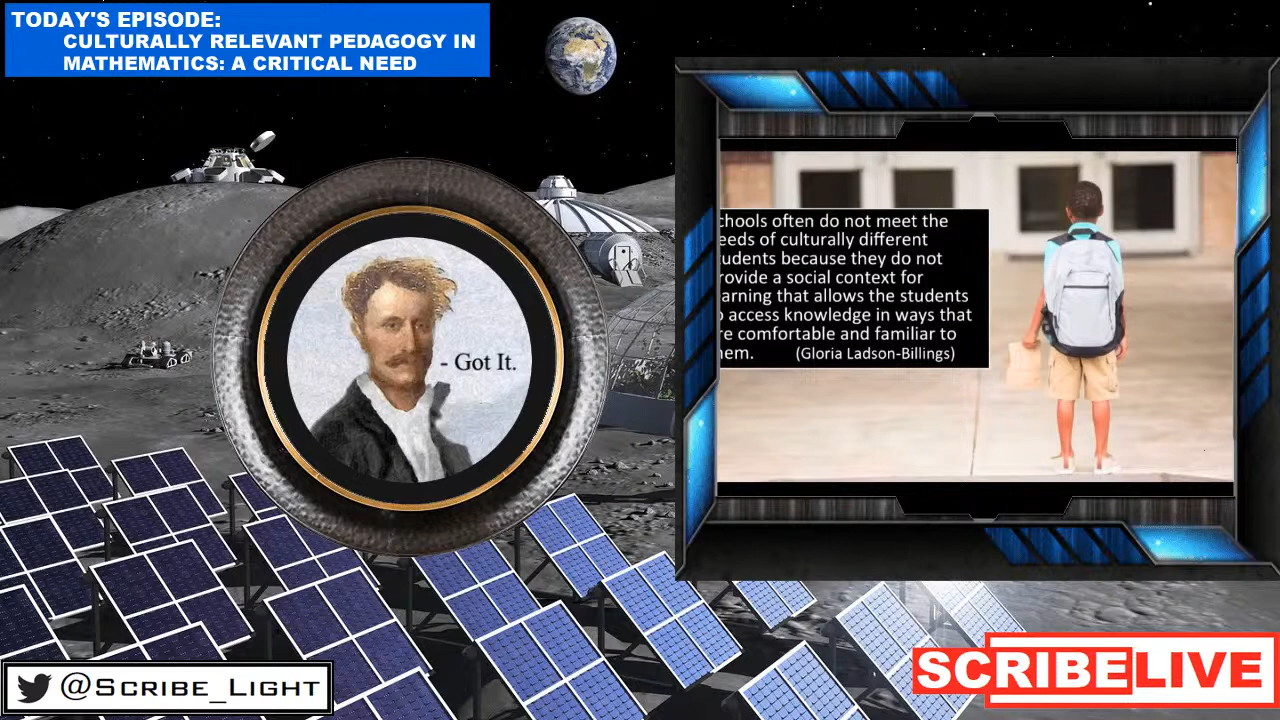 TODAY'S EPISODE:
CULTURALLY RELEVANT PEDAGOGY IN
MATHEMATICS: A CRITICAL NEED
chools often do not meet the
eeds of culturally different
udents because they do not
rovide a social context for
arning that allows the students
o access knowledge in ways that
re comfortable and familiar to
hem. (Gloria Ladson-Billings)
- Got It.
@SCRIBE_LIGHT
SCRIBELIVE